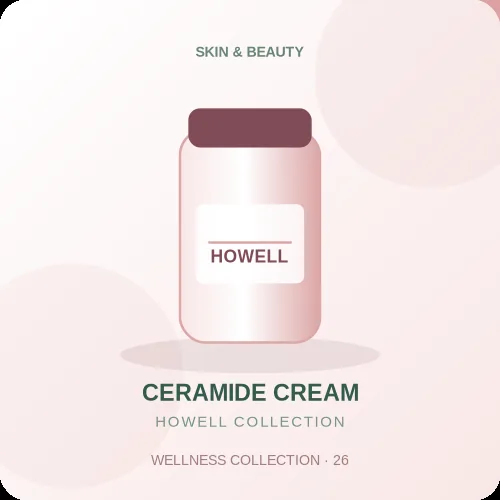 SKIN & BEAUTY
HOWELL
CERAMIDE CREAM
HOWELL COLLECTION
WELLNESS COLLECTION · 26